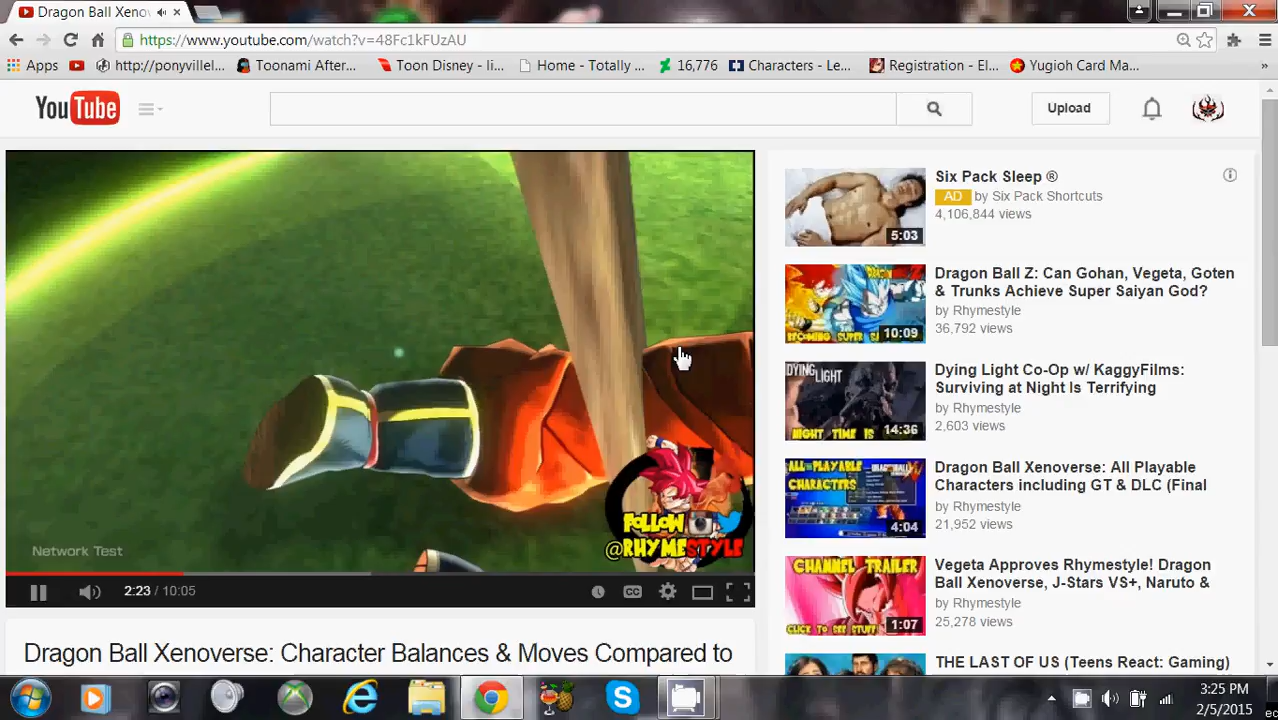 Dragon Ball Xeno
https://www.youtube.com/watch?v=48Fc1kFUzAU
Apps
http://ponyvillel...
Toonami After...
Toon Disney - li...
Home - Totally ...
16,776
Characters - Le...
Registration - El...
Yugioh Card Ma...
»
YouTube
Upload
Network Test
FOLLOW
@RHYMESTYLE
2:23 / 10:05
CC
Dragon Ball Xenoverse: Character Balances & Moves Compared to
Six Pack Sleep ®
AD by Six Pack Shortcuts
4,106,844 views
5:03
Dragon Ball Z: Can Gohan, Vegeta, Goten
& Trunks Achieve Super Saiyan God?
by Rhymestyle
36,792 views
BECOMING SUPER
10:09
Dying Light Co-Op w/ KaggyFilms:
Surviving at Night Is Terrifying
by Rhymestyle
2,603 views
DYING LIGHT
NIGHT TIME IS
14:36
Dragon Ball Xenoverse: All Playable
Characters including GT & DLC (Final
by Rhymestyle
21,952 views
ALL PLAYABLE
CHARACTERS
4:04
Vegeta Approves Rhymestyle! Dragon
Ball Xenoverse, J-Stars VS+, Naruto &
by Rhymestyle
25,278 views
CHANNEL TRAILER
CLICK TO SEE STUFF!
1:07
THE LAST OF US (Teens React: Gaming)
3:25 PM
2/5/2015